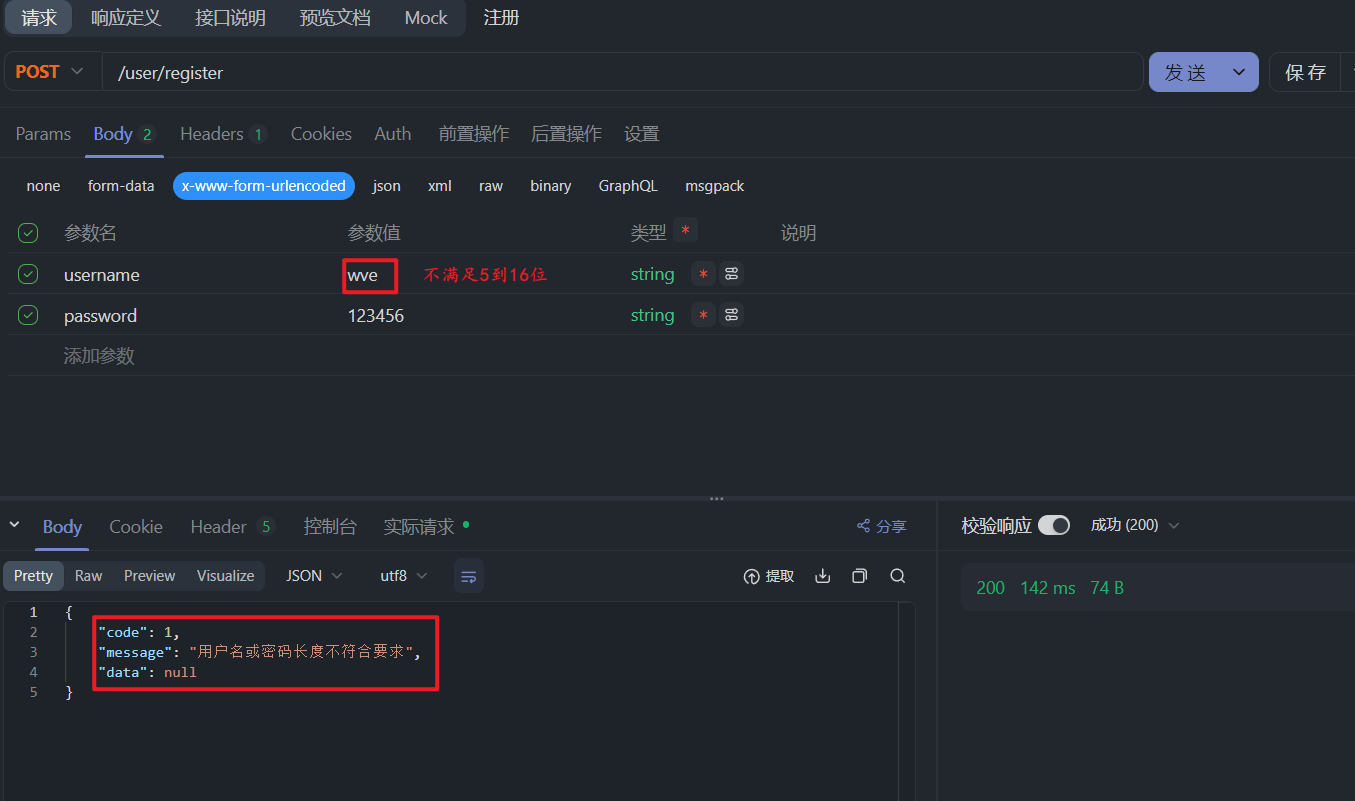 请求 响应定义 接口说明 预览文档 Mock 注册
POST /user/register 发送 保存
Params Body 2 Headers 1 Cookies Auth 前置操作 后置操作 设置
none form-data x-www-form-urlencoded json xml raw binary GraphQL msgpack
参数名 参数值 类型 * 说明
username wve 不满足5到16位 string *
password 123456 string *
添加参数
Body Cookie Header 5 控制台 实际请求 分享 校验响应 成功 (200)
Pretty Raw Preview Visualize JSON utf8 提取 200 142 ms 74 B
1 {
2 "code": 1,
3 "message": "用户名或密码长度不符合要求",
4 "data": null
5 }